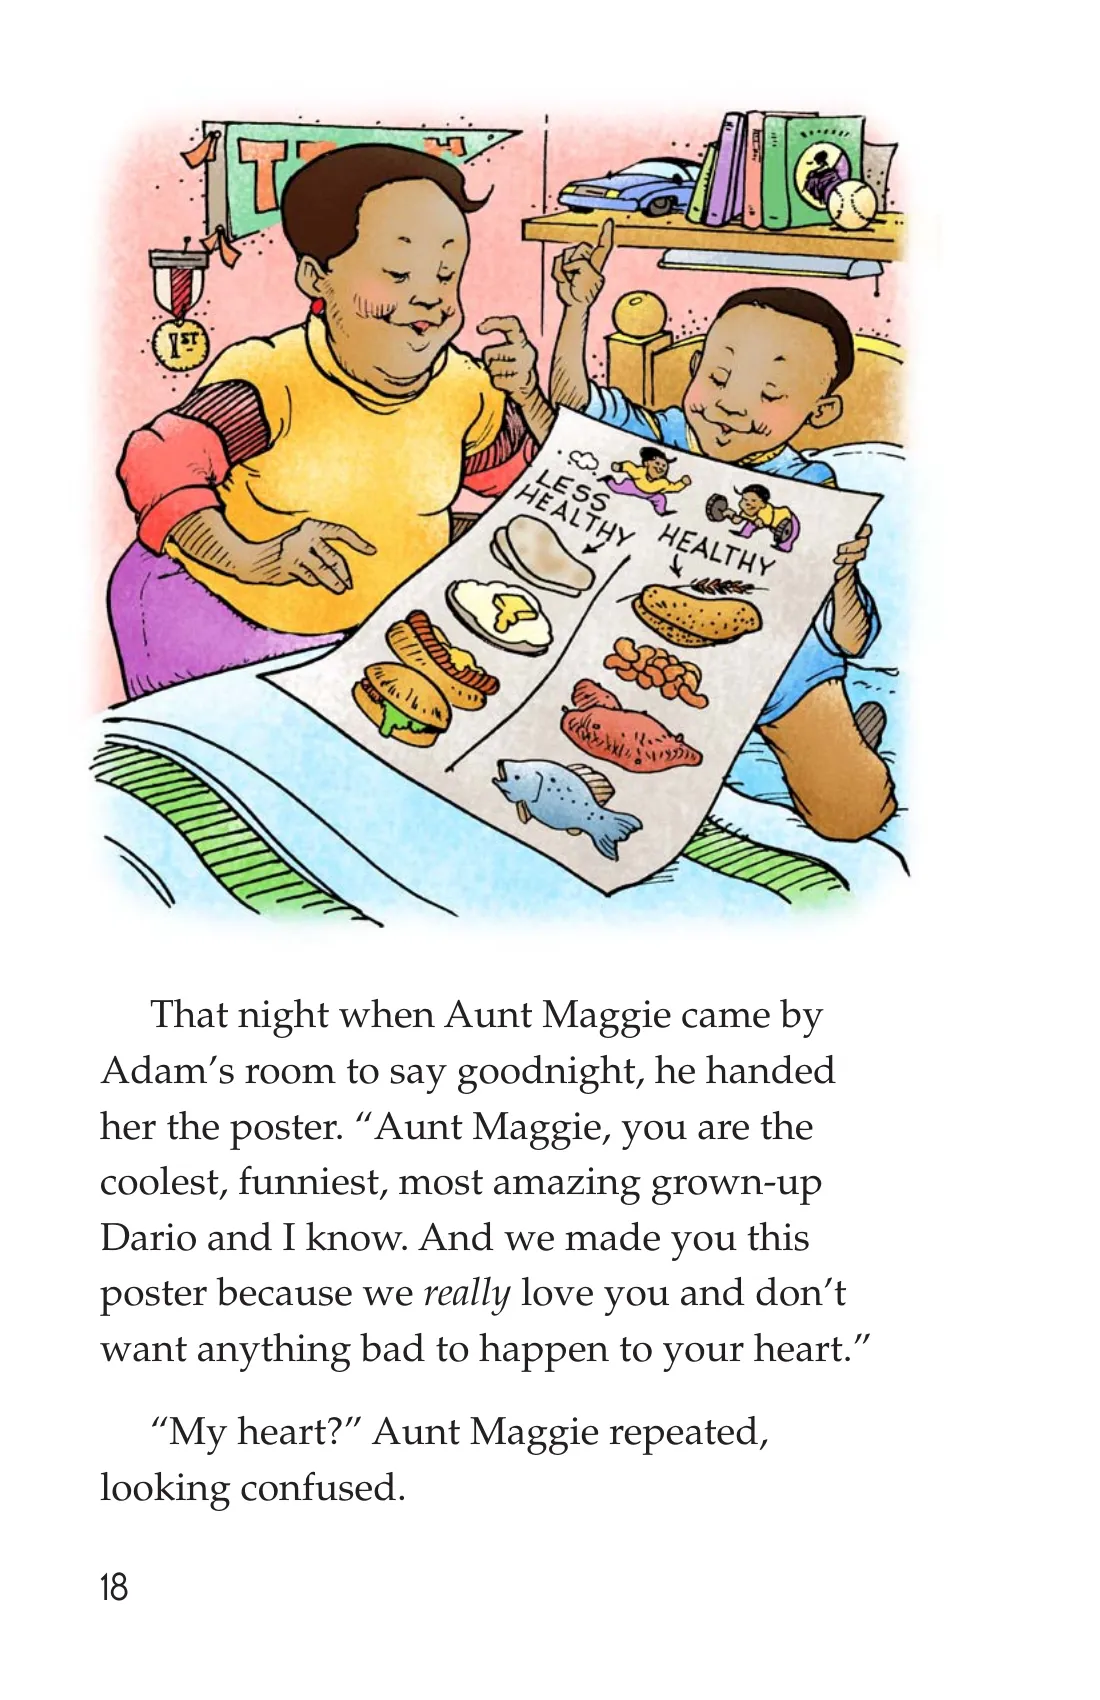 1ST
LESS
HEALTHY
HEALTHY
That night when Aunt Maggie came by
Adam’s room to say goodnight, he handed
her the poster. “Aunt Maggie, you are the
coolest, funniest, most amazing grown-up
Dario and I know. And we made you this
poster because we really love you and don’t
want anything bad to happen to your heart.”
“My heart?” Aunt Maggie repeated,
looking confused.
18